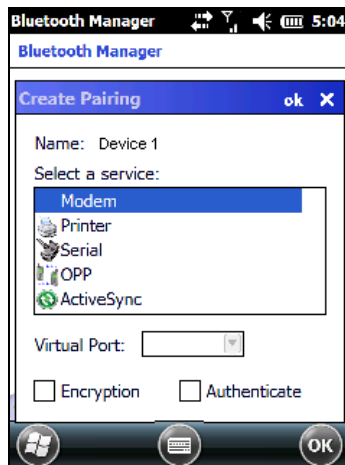 Bluetooth Manager 5:04
Bluetooth Manager
Create Pairing ok X
Name: Device 1
Select a service:
Modem
Printer
Serial
OPP
ActiveSync
Virtual Port:
Encryption Authenticate
OK